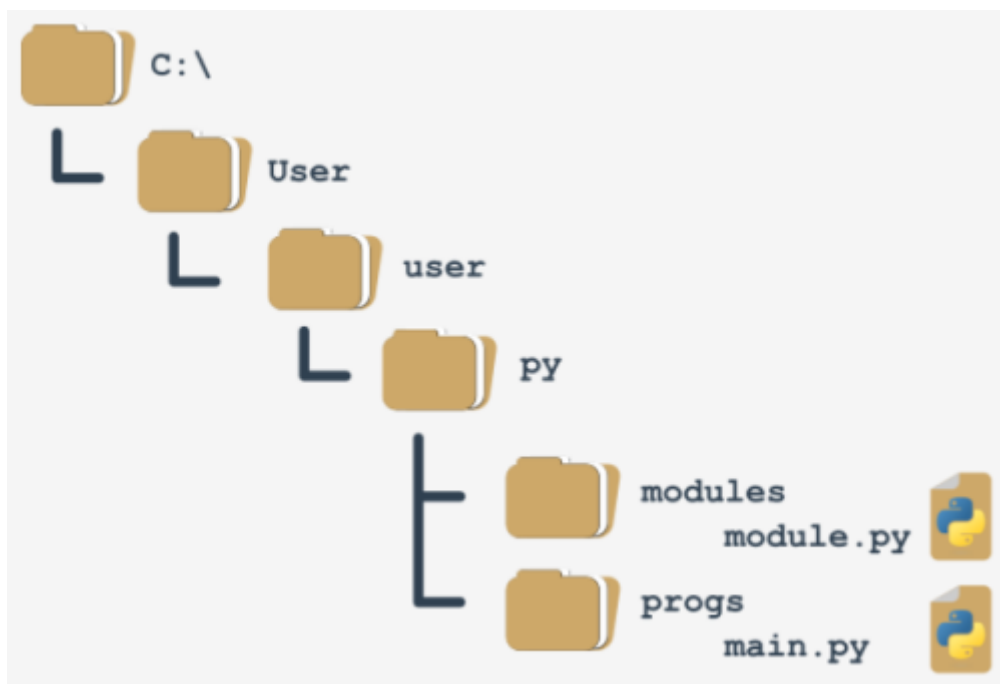 C:\
User
user
py
modules
module.py
progs
main.py